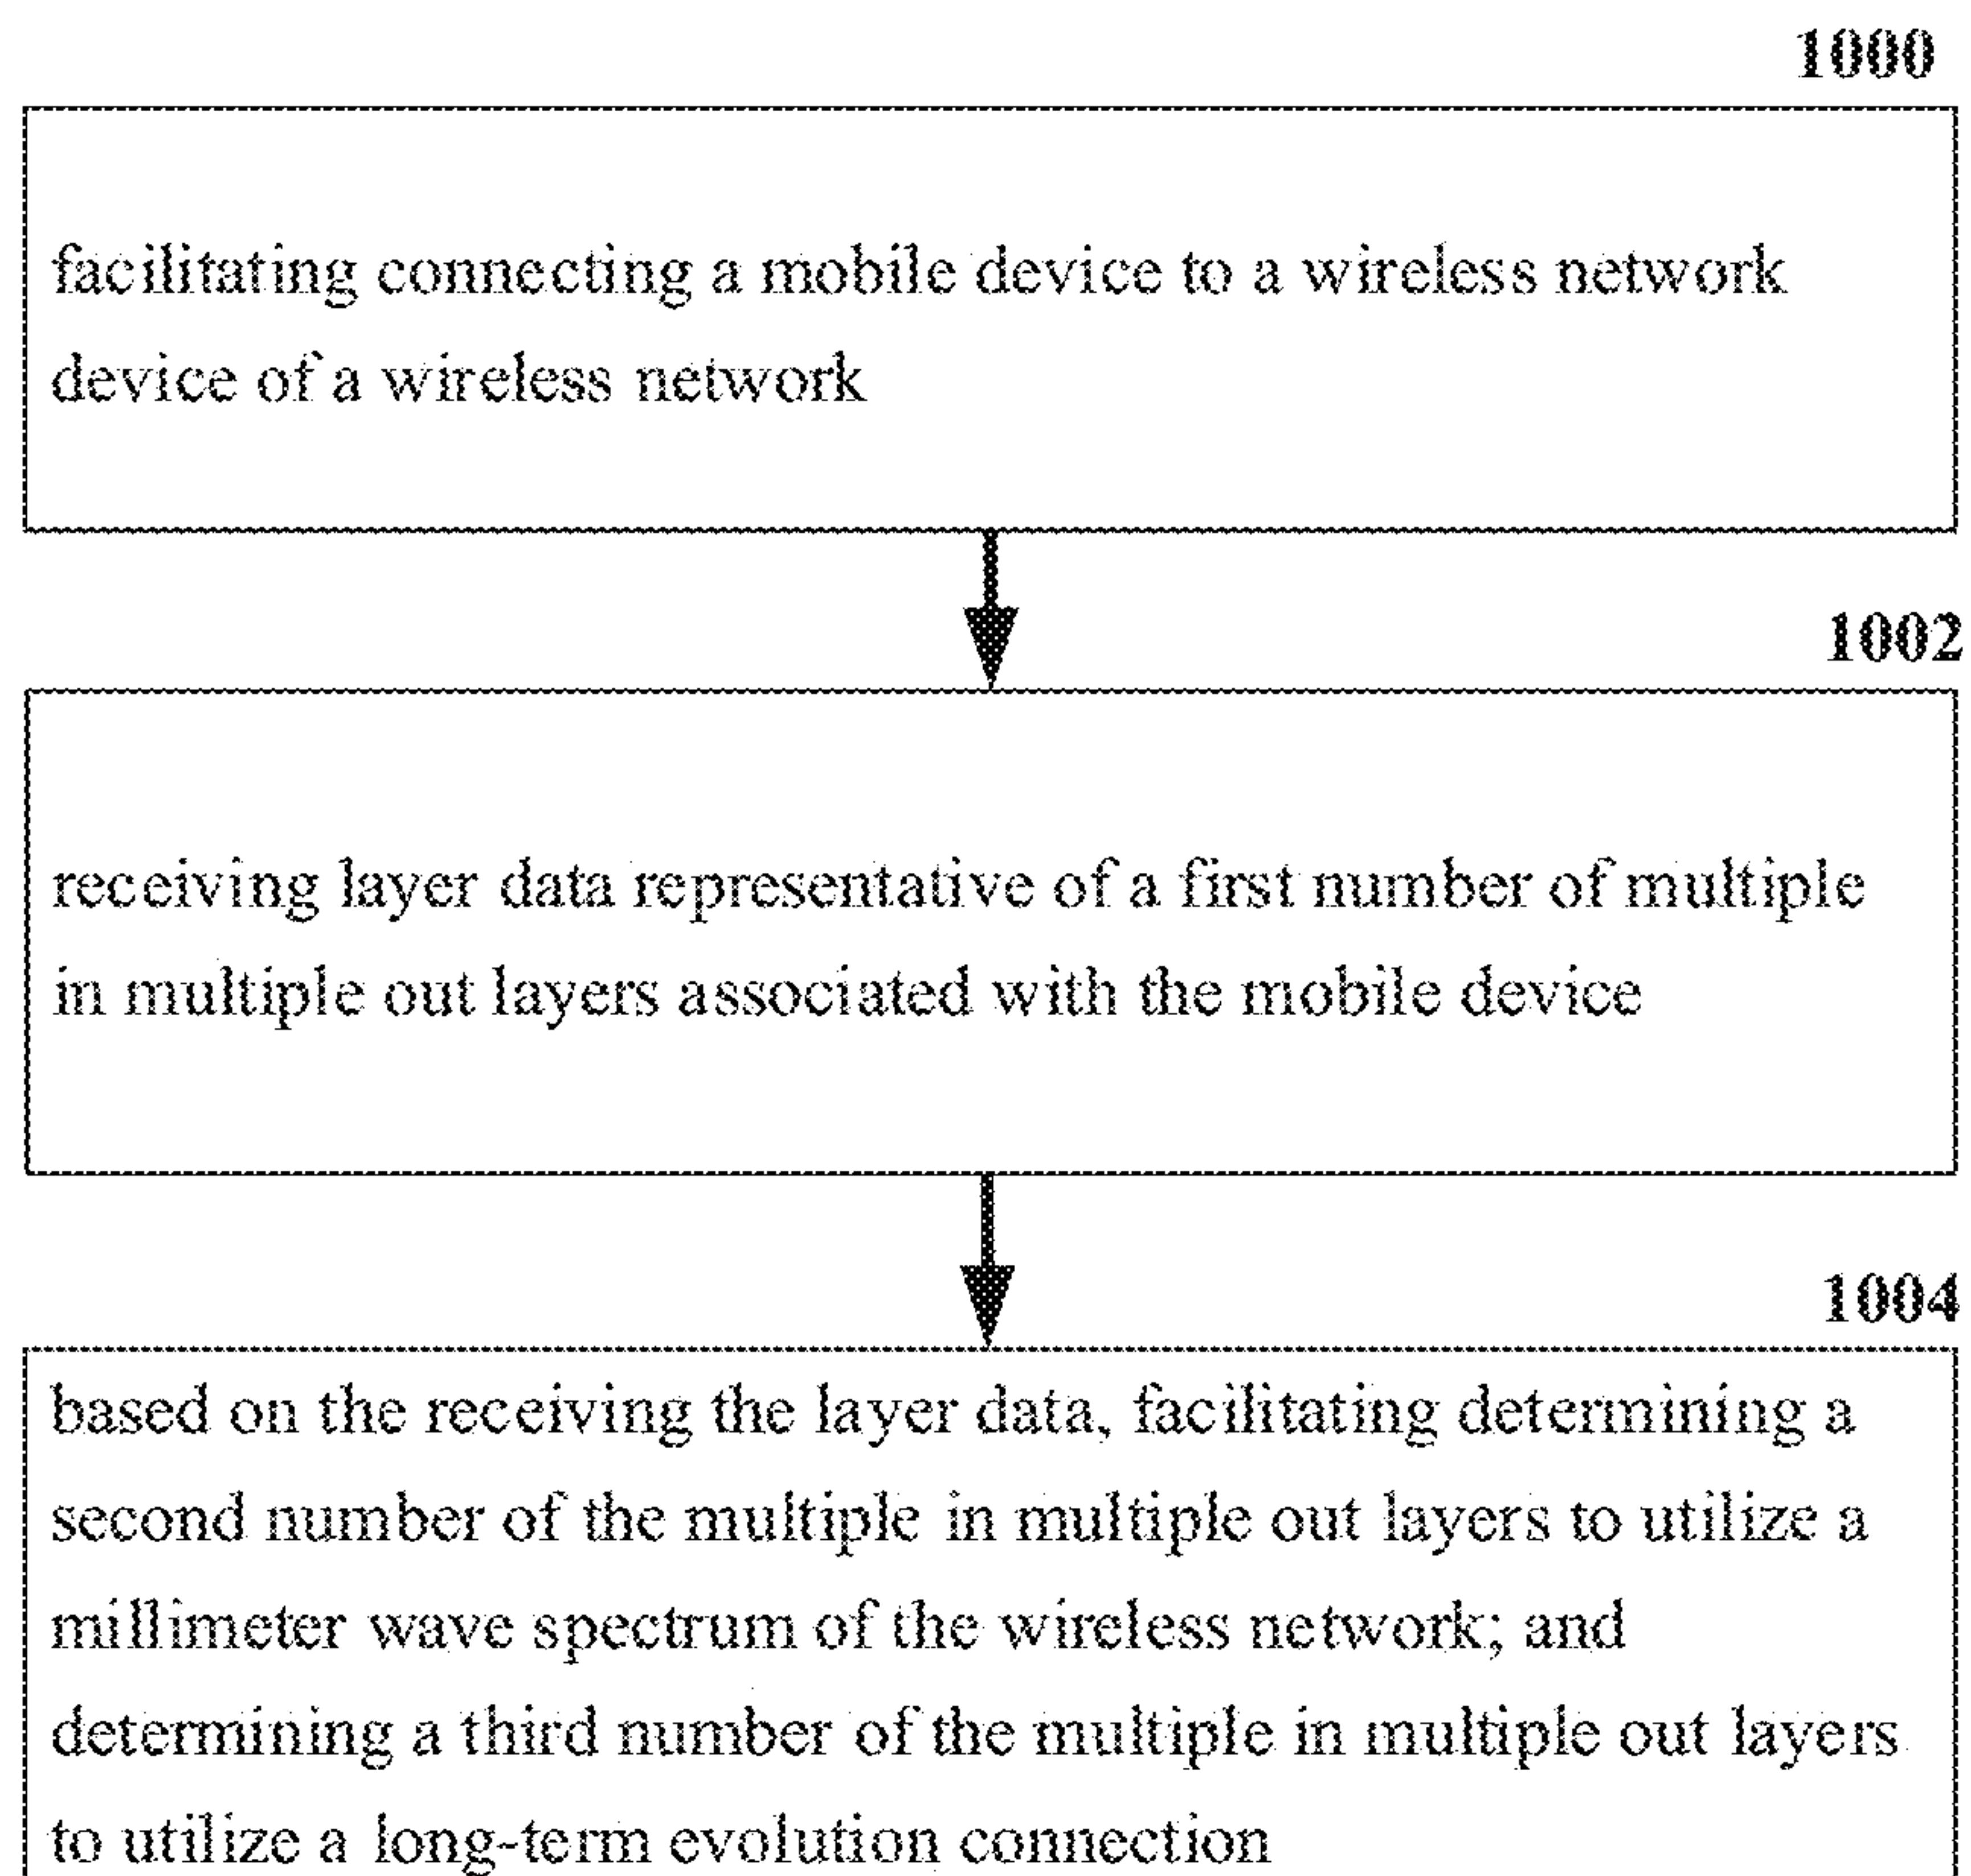 1000
facilitating connecting a mobile device to a wireless network
device of a wireless network
1002
receiving layer data representative of a first number of multiple
in multiple out layers associated with the mobile device
1004
based on the receiving the layer data, facilitating determining a
second number of the multiple in multiple out layers to utilize a
millimeter wave spectrum of the wireless network; and
determining a third number of the multiple in multiple out layers
to utilize a long-term evolution connection